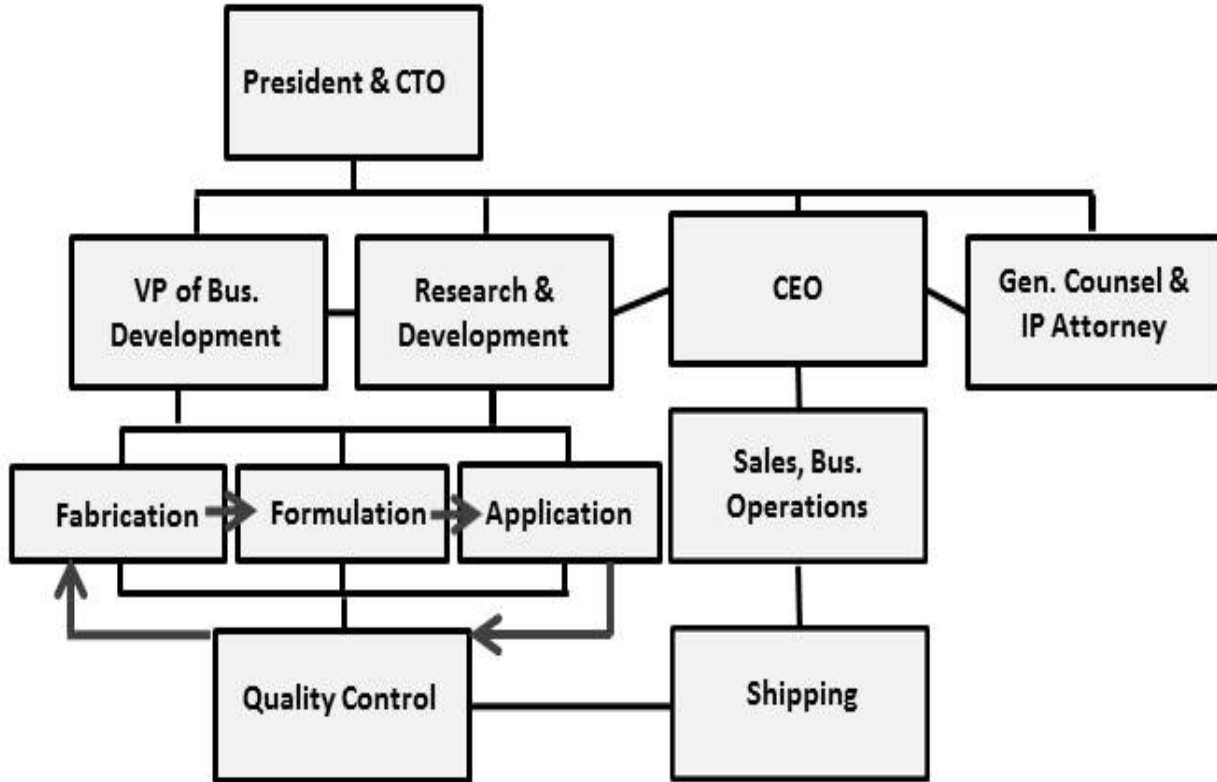 President & CTO
VP of Bus.
Development
Research &
Development
CEO
Gen. Counsel &
IP Attorney
Fabrication
Formulation
Application
Sales, Bus.
Operations
Quality Control
Shipping